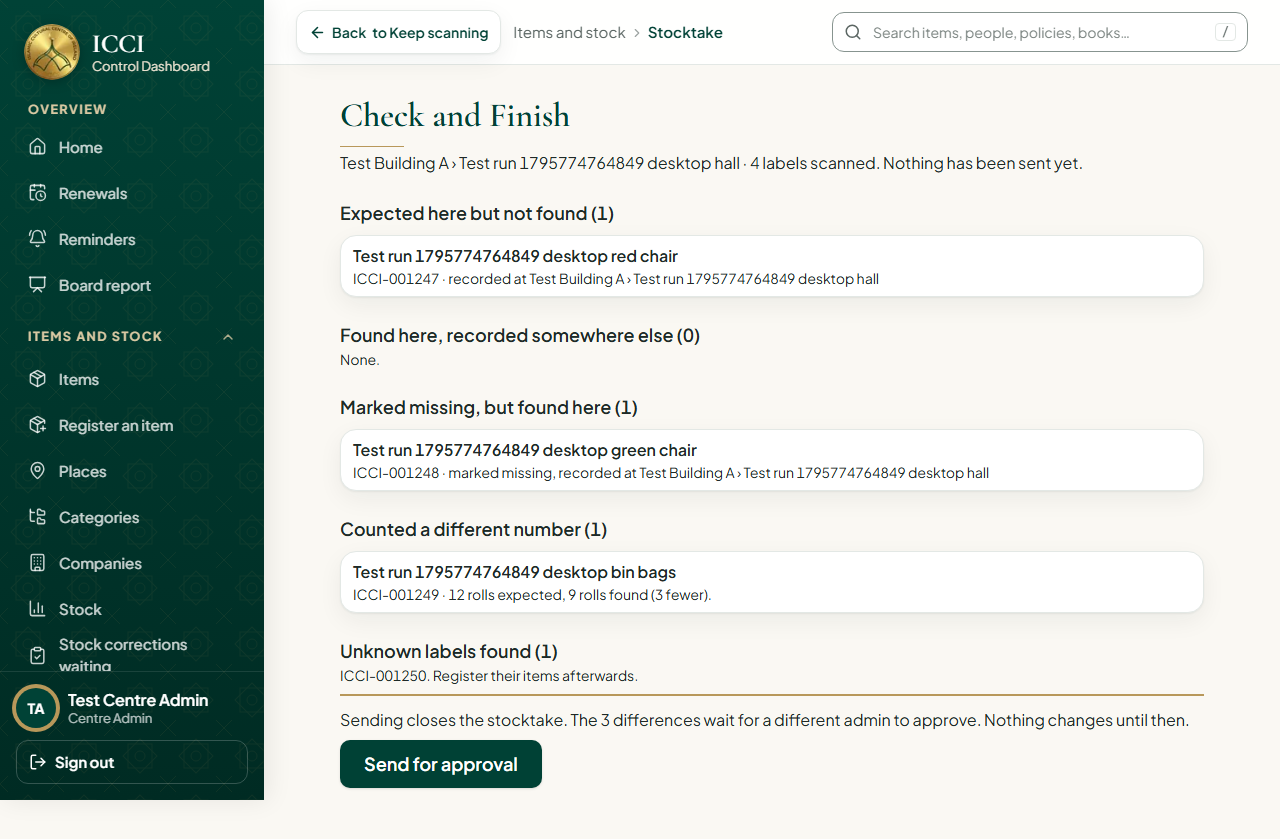 ICCI
Control Dashboard
OVERVIEW
Home
Renewals
Reminders
Board report
ITEMS AND STOCK
Items
Register an item
Places
Categories
Companies
Stock
Stock corrections
waiting
TA
Test Centre Admin
Centre Admin
Sign out
Back to Keep scanning
Items and stock › Stocktake
Search items, people, policies, books… /
Check and Finish
Test Building A › Test run 1795774764849 desktop hall · 4 labels scanned. Nothing has been sent yet.
Expected here but not found (1)
Test run 1795774764849 desktop red chair
ICCI-001247 · recorded at Test Building A › Test run 1795774764849 desktop hall
Found here, recorded somewhere else (0)
None.
Marked missing, but found here (1)
Test run 1795774764849 desktop green chair
ICCI-001248 · marked missing, recorded at Test Building A › Test run 1795774764849 desktop hall
Counted a different number (1)
Test run 1795774764849 desktop bin bags
ICCI-001249 · 12 rolls expected, 9 rolls found (3 fewer).
Unknown labels found (1)
ICCI-001250. Register their items afterwards.
Sending closes the stocktake. The 3 differences wait for a different admin to approve. Nothing changes until then.
Send for approval